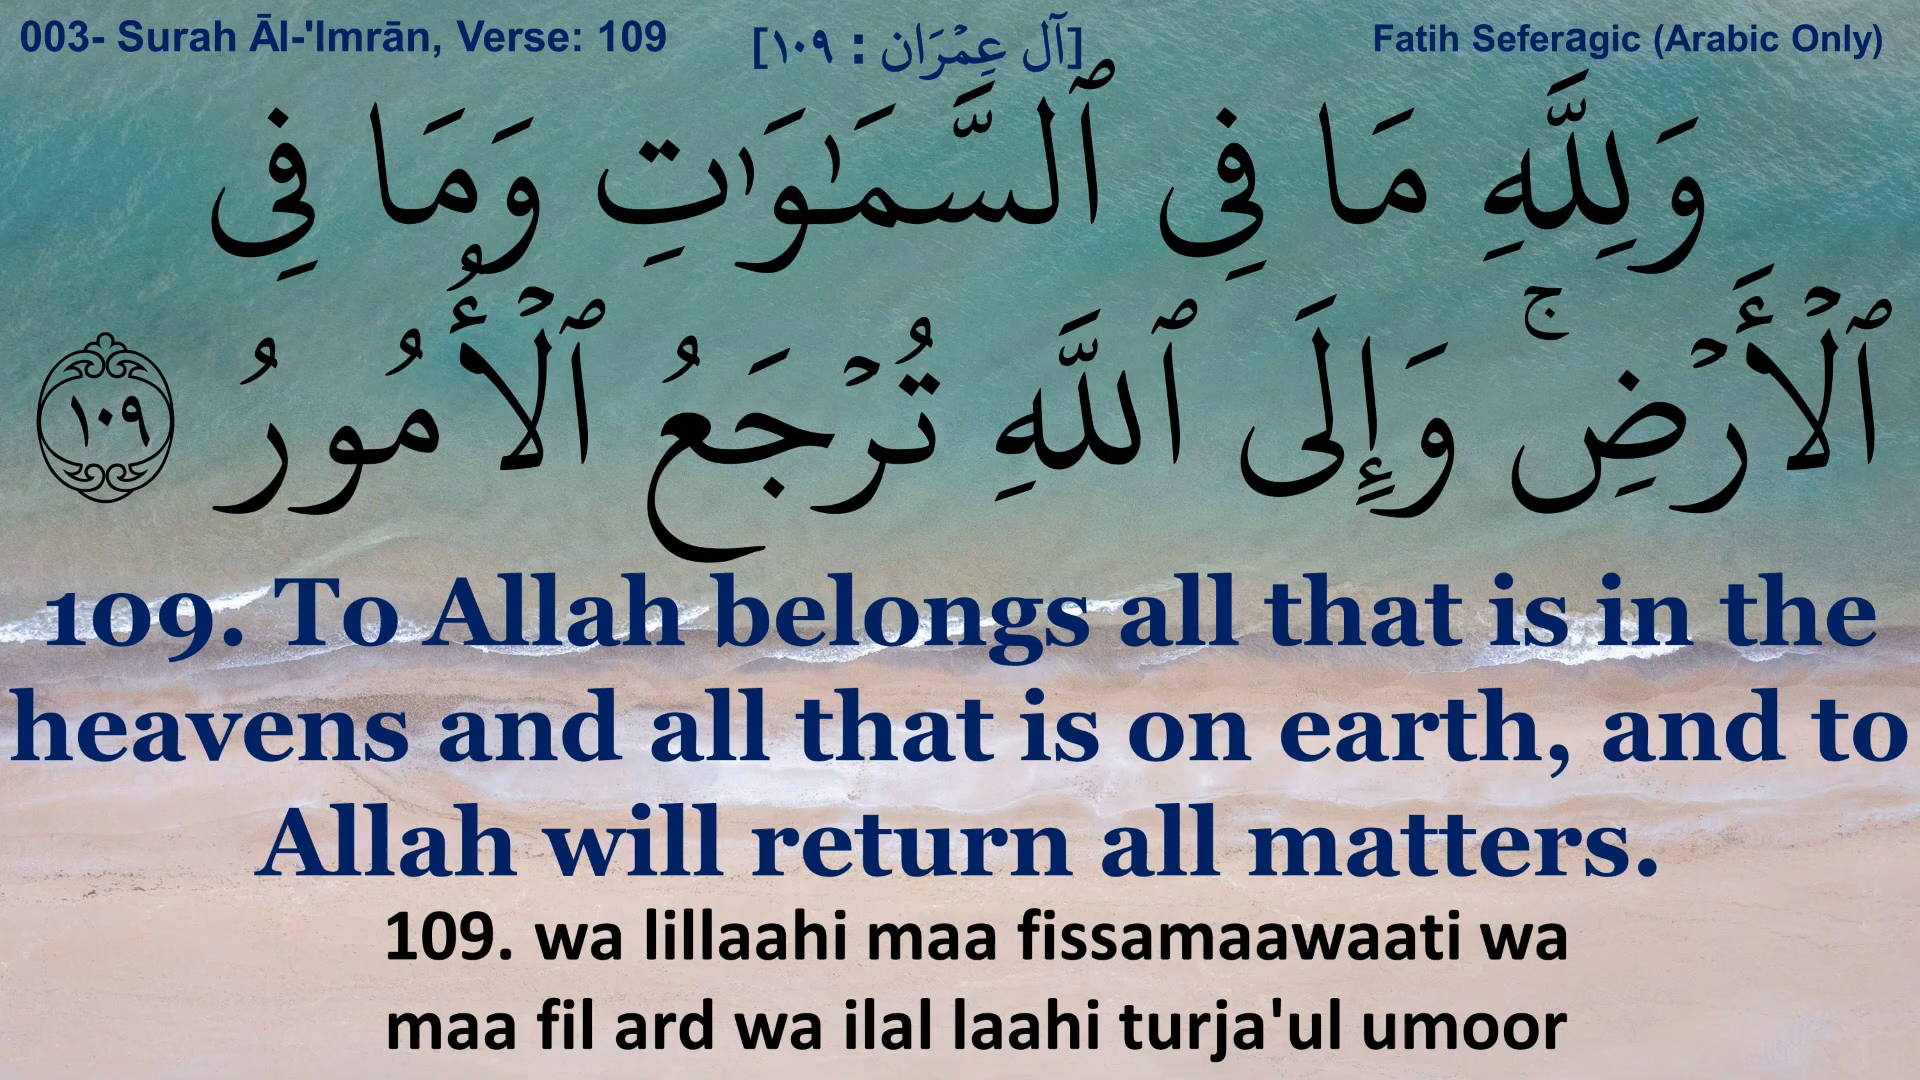 003- Surah Āl-'Imrān, Verse: 109
[آل عِمْرَان : ١٠٩]
Fatih Seferagic (Arabic Only)
وَلِلَّهِ مَا فِى ٱلسَّمَـٰوَٰتِ وَمَا فِى
ٱلْأَرْضِ ۚ وَإِلَى ٱللَّهِ تُرْجَعُ ٱلْأُمُورُ ١٠٩
109. To Allah belongs all that is in the
heavens and all that is on earth, and to
Allah will return all matters.
109. wa lillaahi maa fissamaawaati wa
maa fil ard wa ilal laahi turja'ul umoor